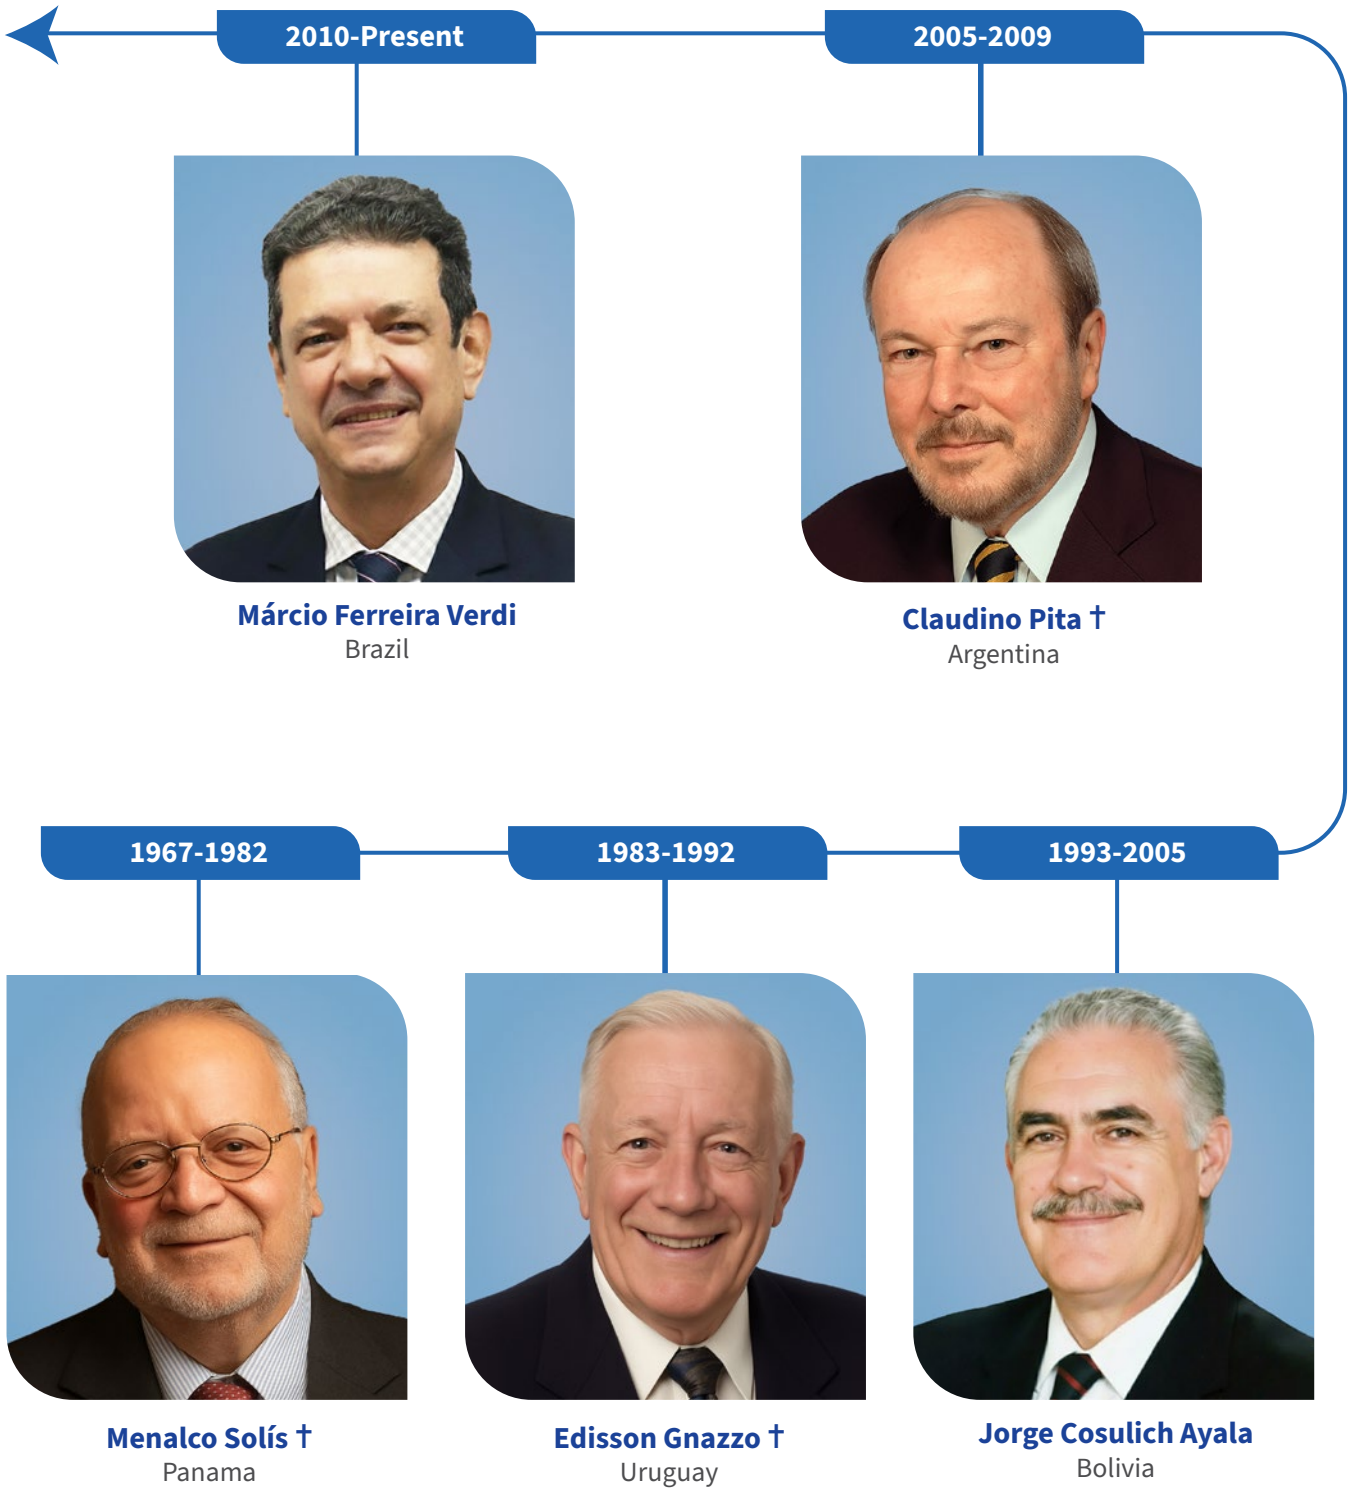 2010-Present
2005-2009
Márcio Ferreira Verdi
Brazil
Claudino Pita †
Argentina
1967-1982
1983-1992
1993-2005
Menalco Solís †
Panama
Edisson Gnazzo †
Uruguay
Jorge Cosulich Ayala
Bolivia